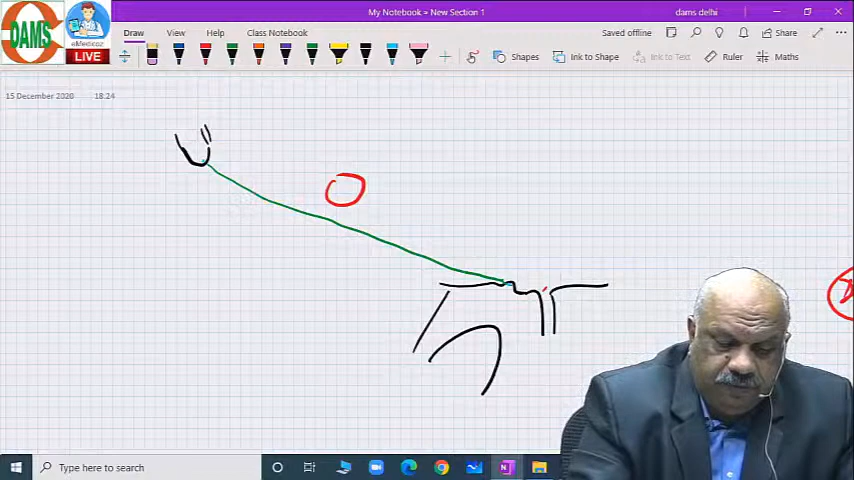 DAMS
eMedicoz
LIVE
My Notebook » New Section 1
dams delhi
Draw
View
Help
Class Notebook
Saved offline
Share
Shapes
Ink to Shape
Ink to Text
Ruler
Maths
15 December 2020
18:24
Type here to search